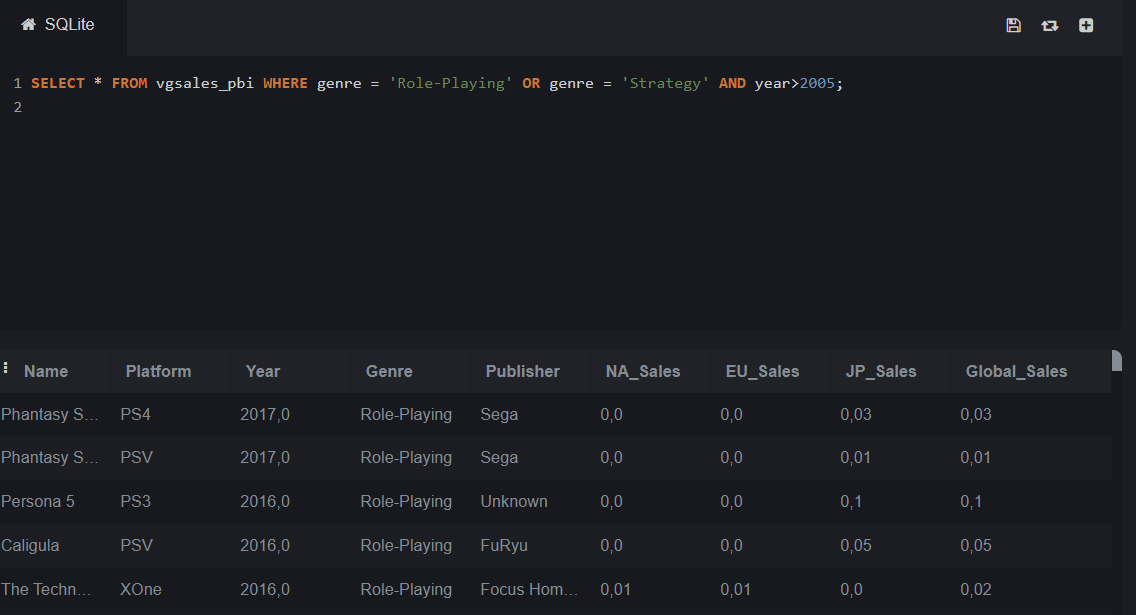 SQLite
1 SELECT * FROM vgsales_pbi WHERE genre = 'Role-Playing' OR genre = 'Strategy' AND year>2005;
2
Name Platform Year Genre Publisher NA_Sales EU_Sales JP_Sales Global_Sales
Phantasy S... PS4 2017,0 Role-Playing Sega 0,0 0,0 0,03 0,03
Phantasy S... PSV 2017,0 Role-Playing Sega 0,0 0,0 0,01 0,01
Persona 5 PS3 2016,0 Role-Playing Unknown 0,0 0,0 0,1 0,1
Caligula PSV 2016,0 Role-Playing FuRyu 0,0 0,0 0,05 0,05
The Techn... XOne 2016,0 Role-Playing Focus Hom... 0,01 0,01 0,0 0,02